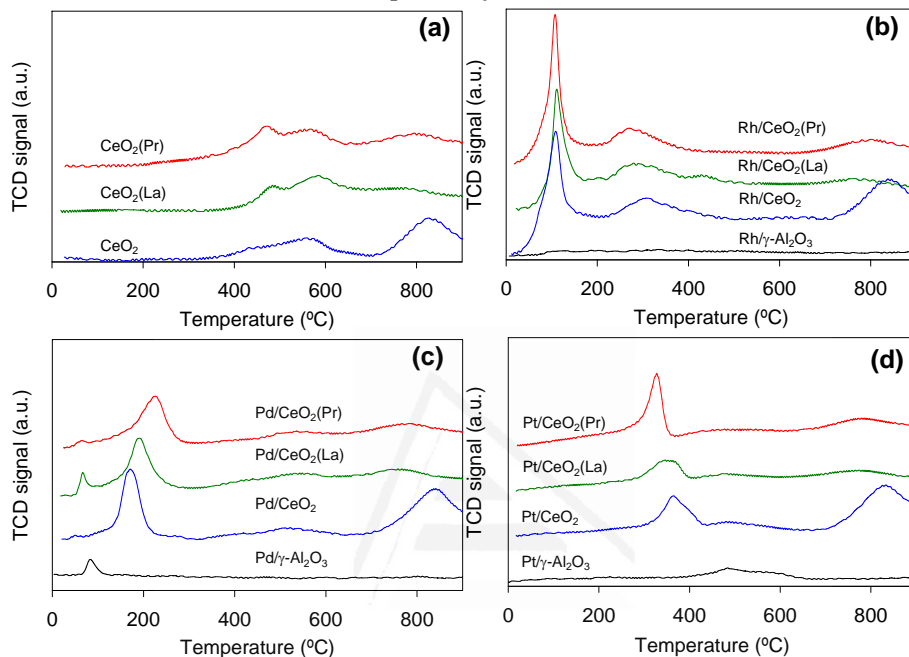 (a)
TCD signal (a.u.)
CeO2(Pr)
CeO2(La)
CeO2
0 200 400 600 800
Temperature (ºC)
(b)
TCD signal (a.u.)
Rh/CeO2(Pr)
Rh/CeO2(La)
Rh/CeO2
Rh/γ-Al2O3
0 200 400 600 800
Temperature (ºC)
(c)
TCD signal (a.u.)
Pd/CeO2(Pr)
Pd/CeO2(La)
Pd/CeO2
Pd/γ-Al2O3
0 200 400 600 800
Temperature (ºC)
(d)
TCD signal (a.u.)
Pt/CeO2(Pr)
Pt/CeO2(La)
Pt/CeO2
Pt/γ-Al2O3
0 200 400 600 800
Temperature (ºC)